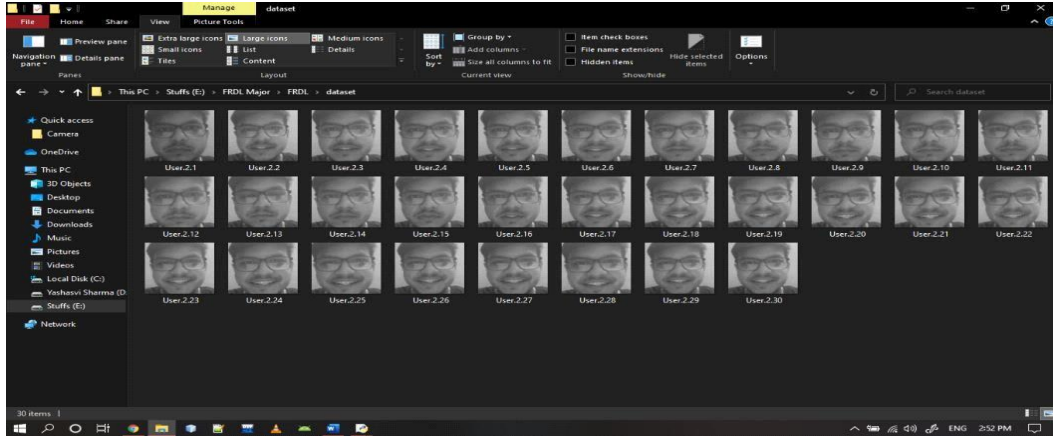 Manage dataset
File Home Share View Picture Tools
Navigation pane Preview pane Details pane
Panes
Extra large icons Large icons Medium icons
Small icons List Details
Tiles Content
Layout
Sort by
Group by
Add columns
Size all columns to fit
Current view
Item check boxes
File name extensions
Hidden items
Hide selected items
Show/hide
Options
This PC > Stuffs (E:) > FRDL Major > FRDL > dataset
Search dataset
Quick access
Camera
OneDrive
This PC
3D Objects
Desktop
Documents
Downloads
Music
Pictures
Videos
Local Disk (C:)
Yashasvi Sharma (D
Stuffs (E:)
Network
User.2.1 User.2.2 User.2.3 User.2.4 User.2.5 User.2.6 User.2.7 User.2.8 User.2.9 User.2.10 User.2.11
User.2.12 User.2.13 User.2.14 User.2.15 User.2.16 User.2.17 User.2.18 User.2.19 User.2.20 User.2.21 User.2.22
User.2.23 User.2.24 User.2.25 User.2.26 User.2.27 User.2.28 User.2.29 User.2.30
30 items
ENG 2:52 PM